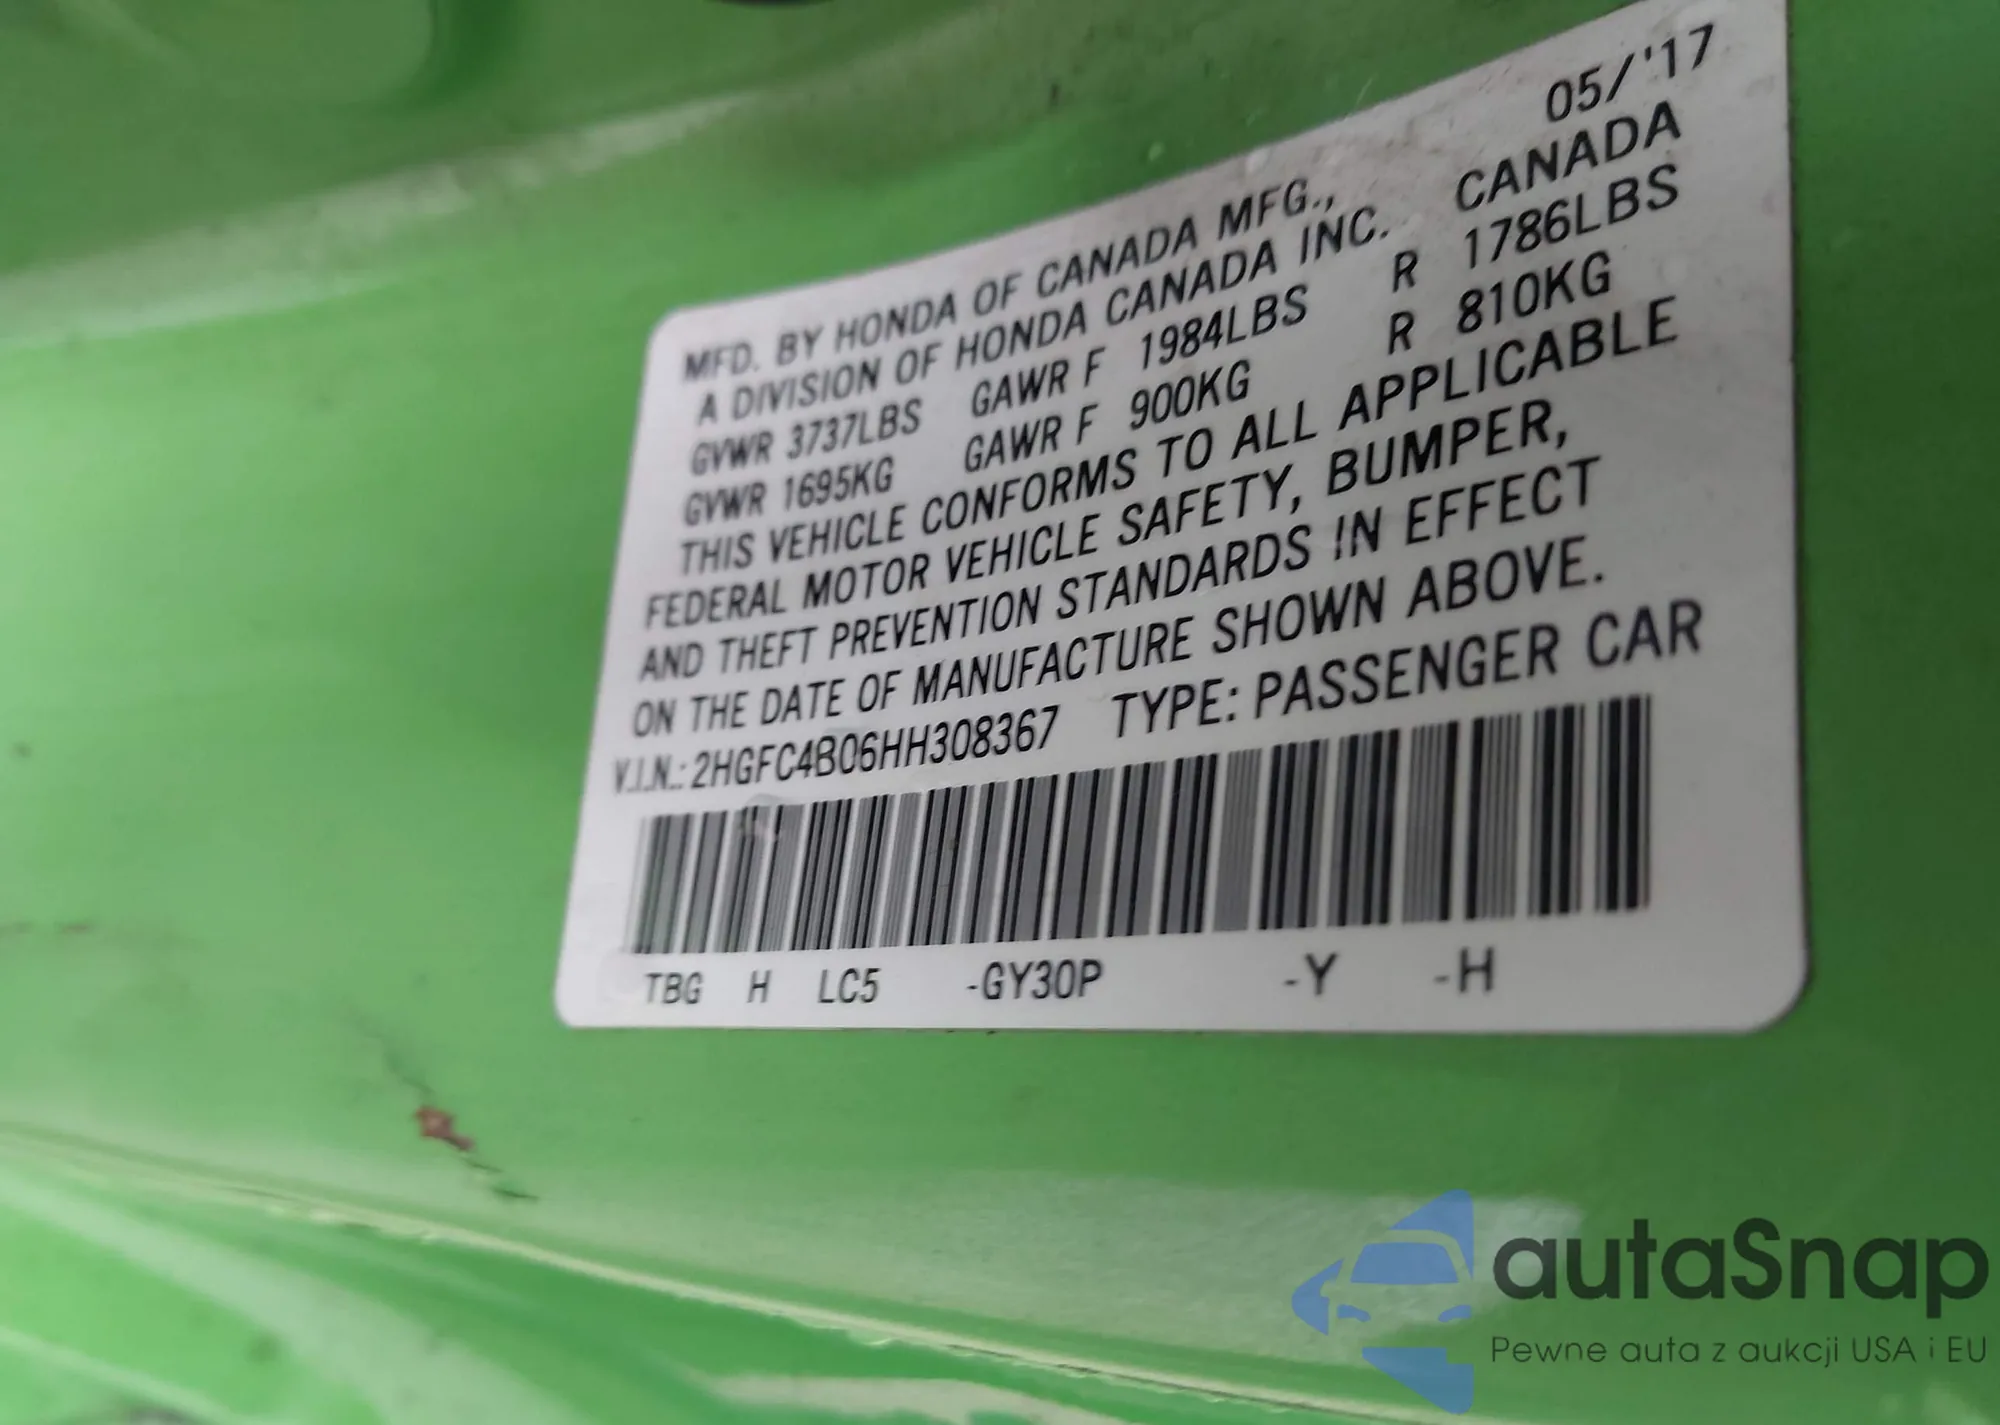 05/'17
MFD. BY HONDA OF CANADA MFG.,
A DIVISION OF HONDA CANADA INC. CANADA
GVWR 3737LBS GAWR F 1984LBS R 1786LBS
GVWR 1695KG GAWR F 900KG R 810KG
THIS VEHICLE CONFORMS TO ALL APPLICABLE
FEDERAL MOTOR VEHICLE SAFETY, BUMPER,
AND THEFT PREVENTION STANDARDS IN EFFECT
ON THE DATE OF MANUFACTURE SHOWN ABOVE.
V.I.N.: 2HGFC4B06HH308367 TYPE: PASSENGER CAR
TBG H LC5 -GY30P -Y -H
autaSnap
Pewne auta z aukcji USA i EU